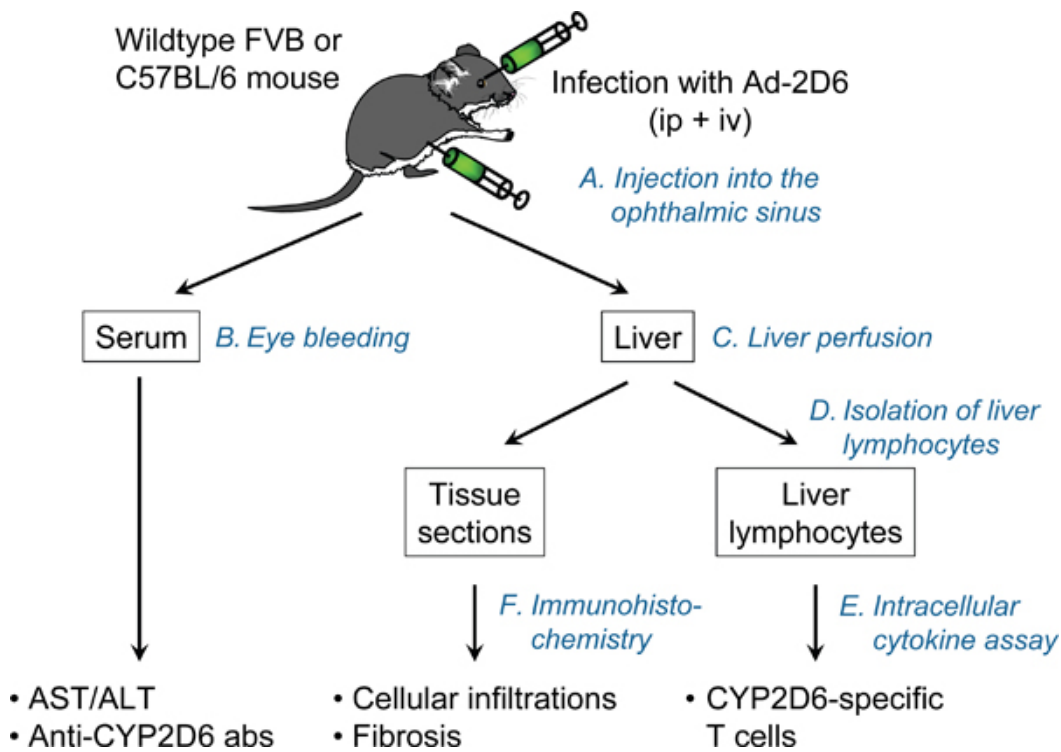 Wildtype FVB or
C57BL/6 mouse
Infection with Ad-2D6
(ip + iv)
A. Injection into the
ophthalmic sinus
Serum
B. Eye bleeding
Liver
C. Liver perfusion
D. Isolation of liver
lymphocytes
Tissue
sections
Liver
lymphocytes
F. Immunohisto-
chemistry
E. Intracellular
cytokine assay
• AST/ALT
• Anti-CYP2D6 abs
• Cellular infiltrations
• Fibrosis
• CYP2D6-specific
T cells